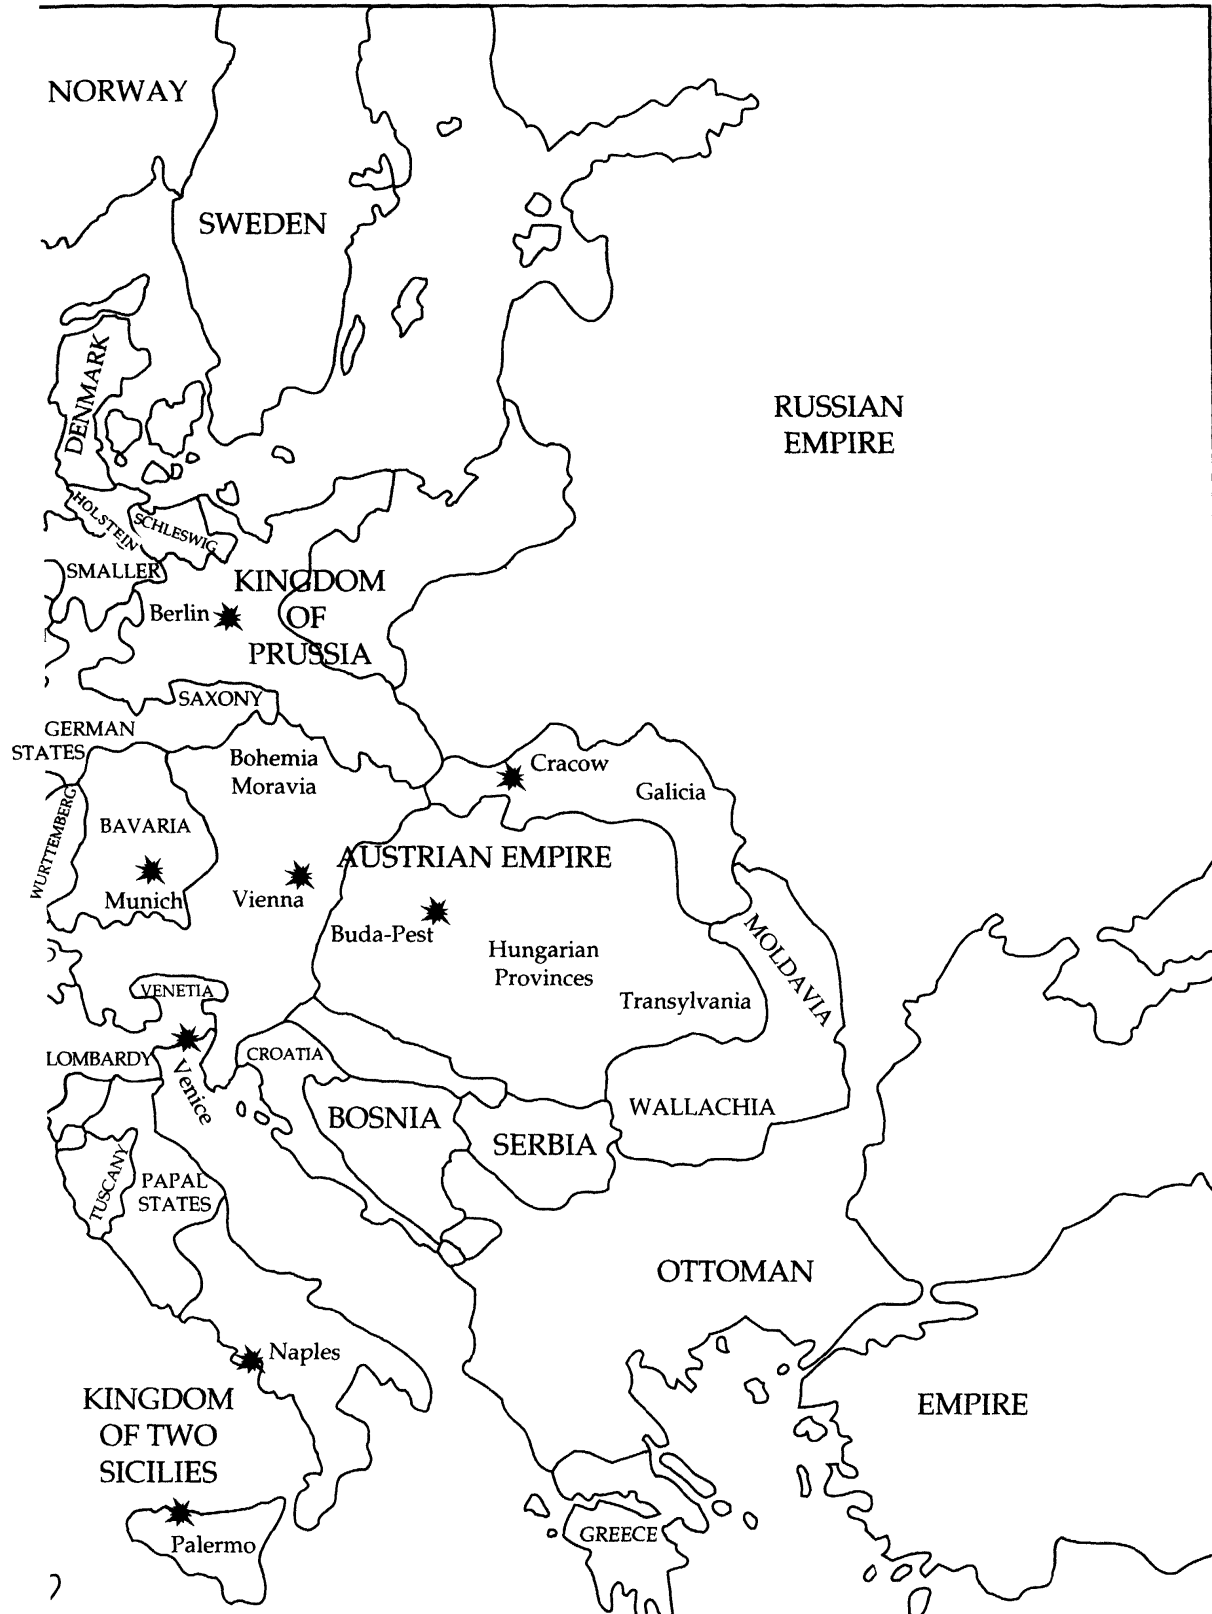 NORWAY
SWEDEN
DENMARK
RUSSIAN
EMPIRE
HOLSTEIN
SCHLESWIG
SMALLER
KINGDOM
OF
PRUSSIA
Berlin
SAXONY
GERMAN
STATES
Bohemia
Moravia
Cracow
Galicia
WURTTEMBERG
BAVARIA
Munich
Vienna
AUSTRIAN EMPIRE
Buda-Pest
Hungarian
Provinces
Transylvania
MOLDAVIA
VENETIA
LOMBARDY
Venice
CROATIA
BOSNIA
SERBIA
WALLACHIA
TUSCANY
PAPAL
STATES
OTTOMAN
EMPIRE
Naples
KINGDOM
OF TWO
SICILIES
Palermo
GREECE